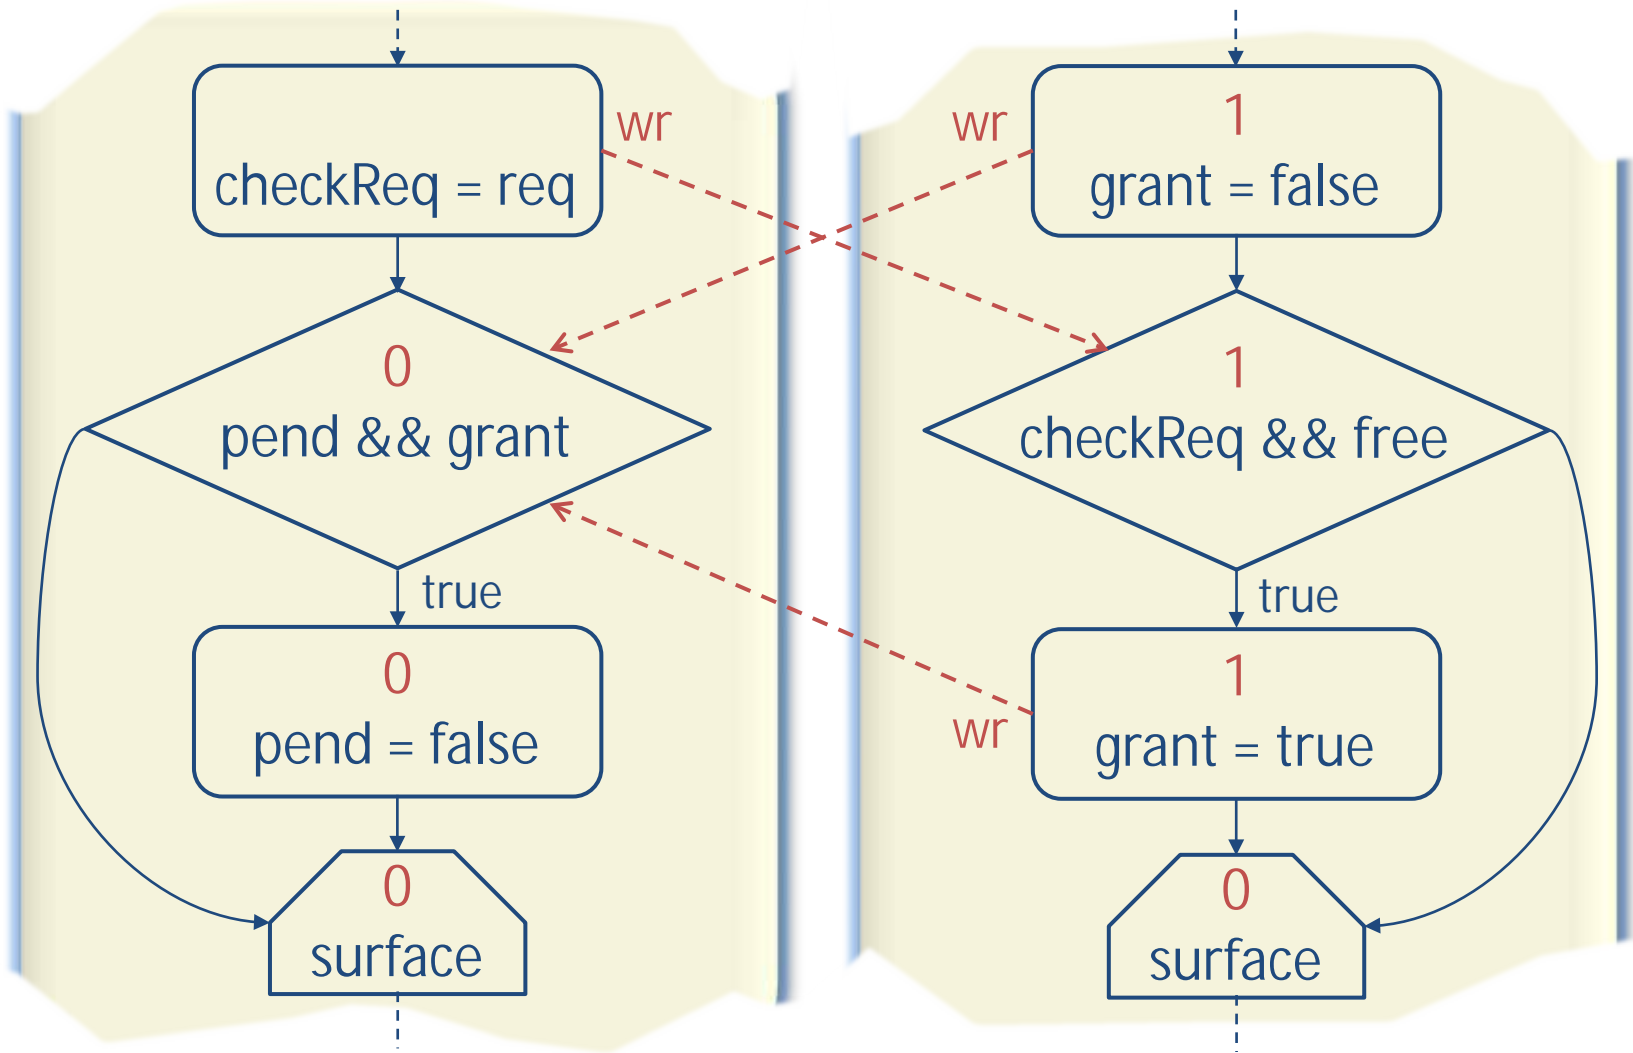 wr
checkReq = req
wr
1
grant = false
0
pend && grant
1
checkReq && free
true
true
0
pend = false
wr
1
grant = true
0
surface
0
surface